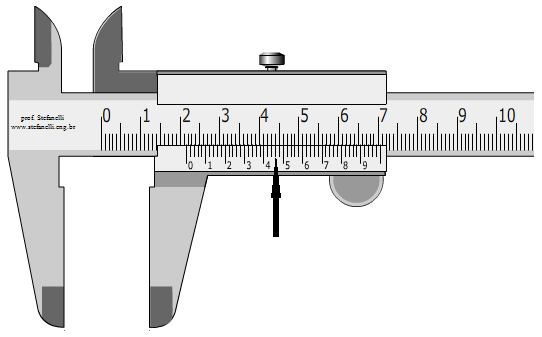 prof. Stefanelli
www.stefanelli.eng.br
0 1 2 3 4 5 6 7 8 9 10
0 1 2 3 4 5 6 7 8 9